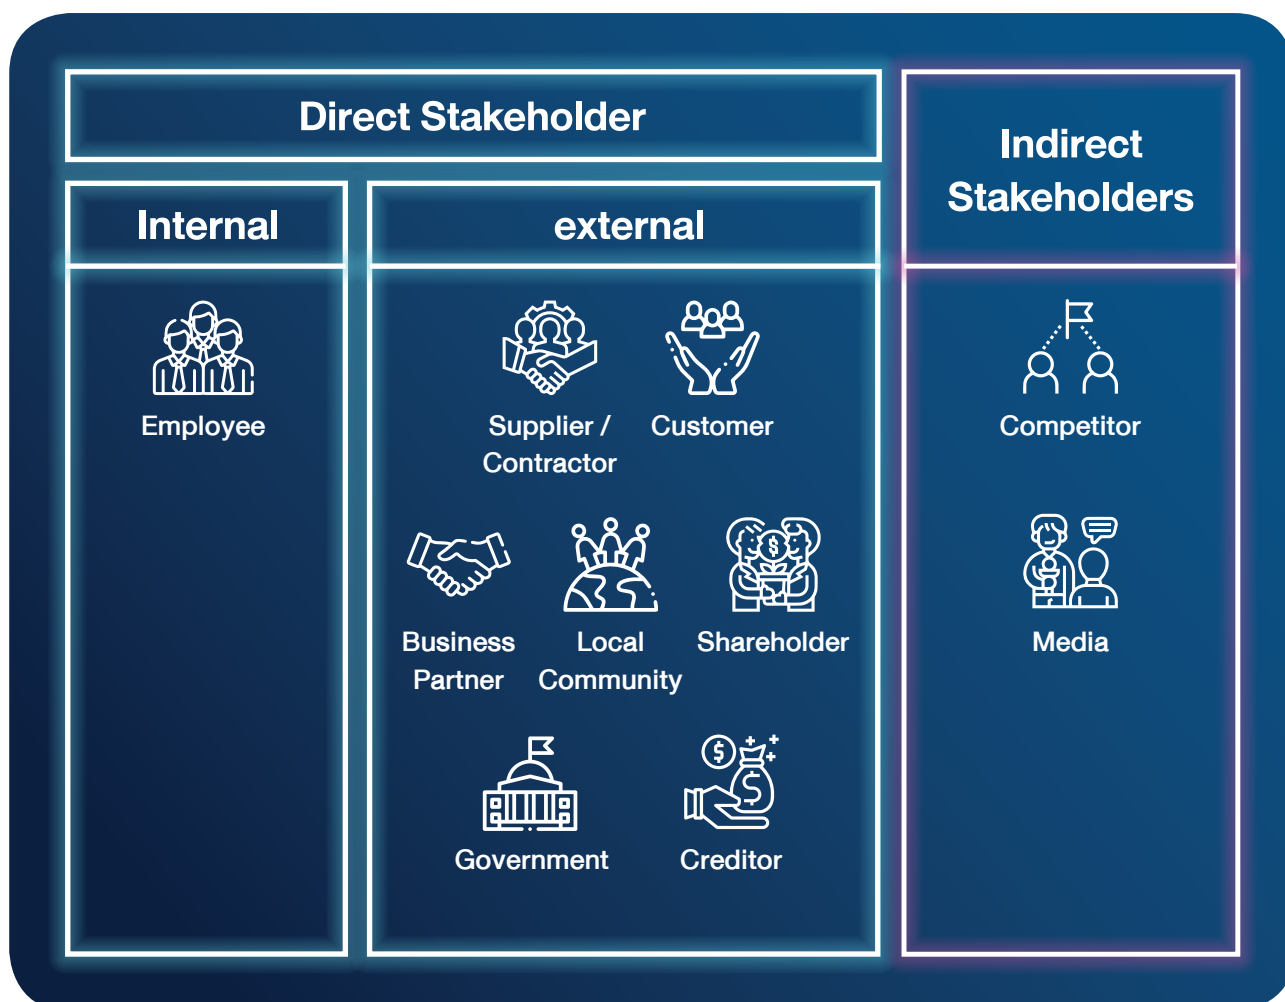 Direct Stakeholder
Indirect
Stakeholders
Internal
external
Employee
Supplier /
Contractor
Customer
Competitor
Business
Partner
Local
Community
Shareholder
Media
Government
Creditor